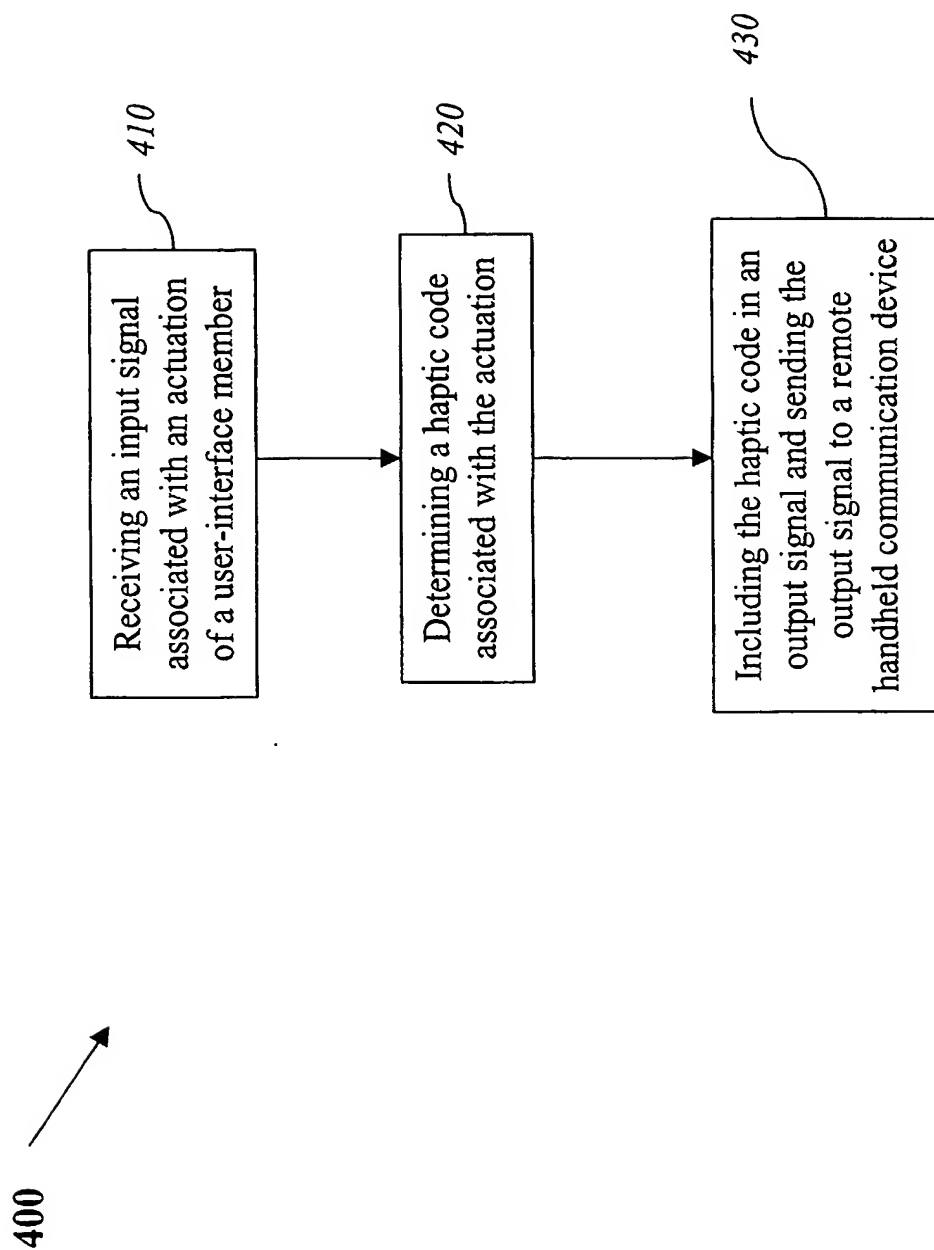 400
Receiving an input signal
associated with an actuation
of a user-interface member
410
Determining a haptic code
associated with the actuation
420
Including the haptic code in an
output signal and sending the
output signal to a remote
handheld communication device
430